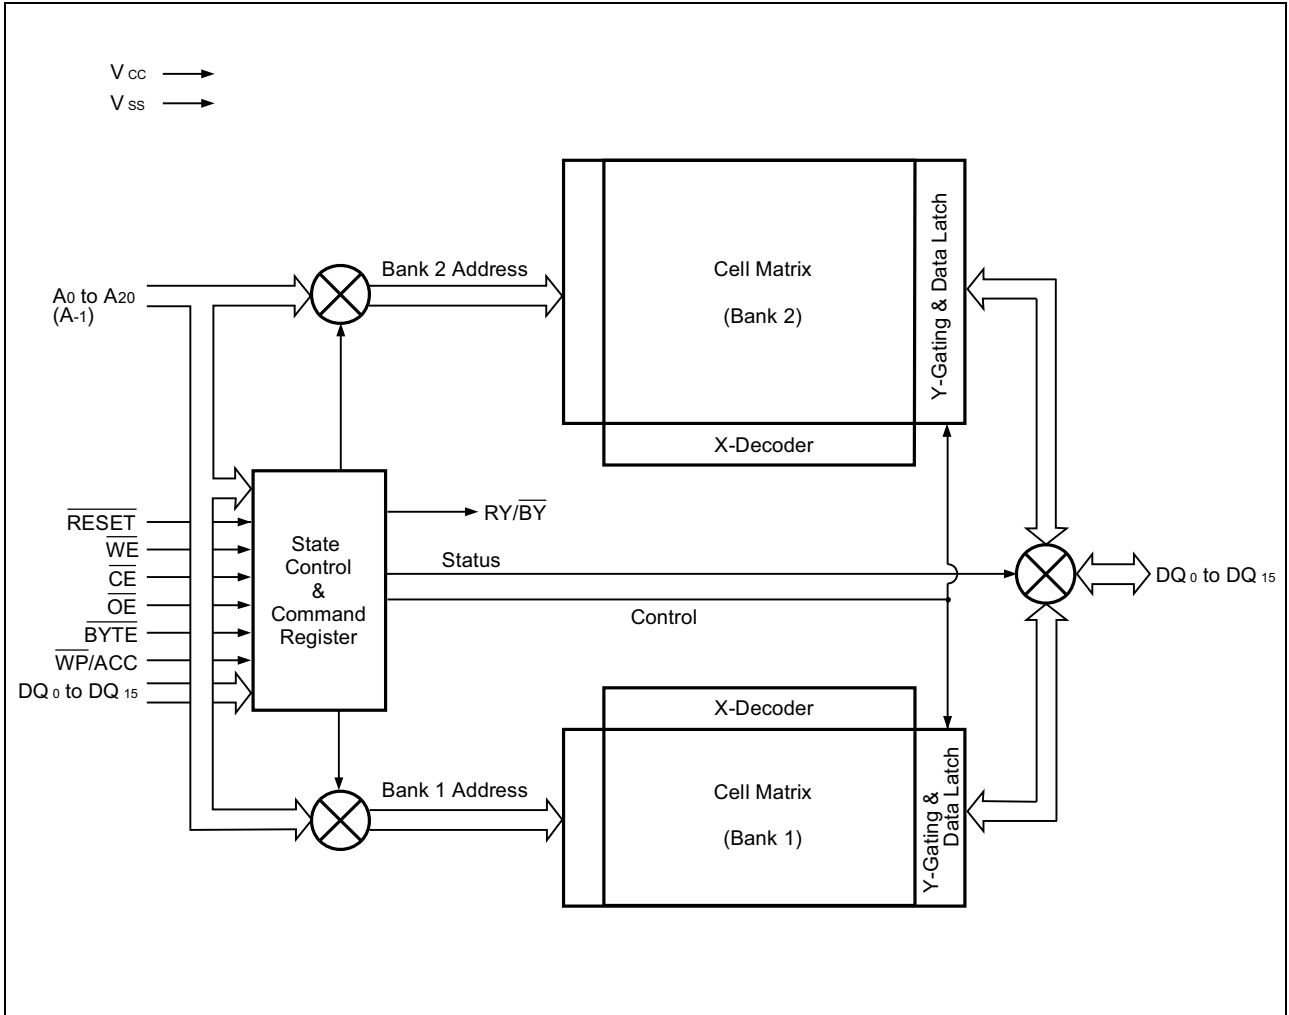 V CC
V SS
Bank 2 Address
Cell Matrix
(Bank 2)
Y-Gating & Data Latch
A0 to A20
(A-1)
X-Decoder
RESET
WE
CE
OE
BYTE
WP/ACC
DQ 0 to DQ 15
State
Control
&
Command
Register
RY/BY
Status
Control
DQ 0 to DQ 15
X-Decoder
Bank 1 Address
Cell Matrix
(Bank 1)
Y-Gating &
Data Latch